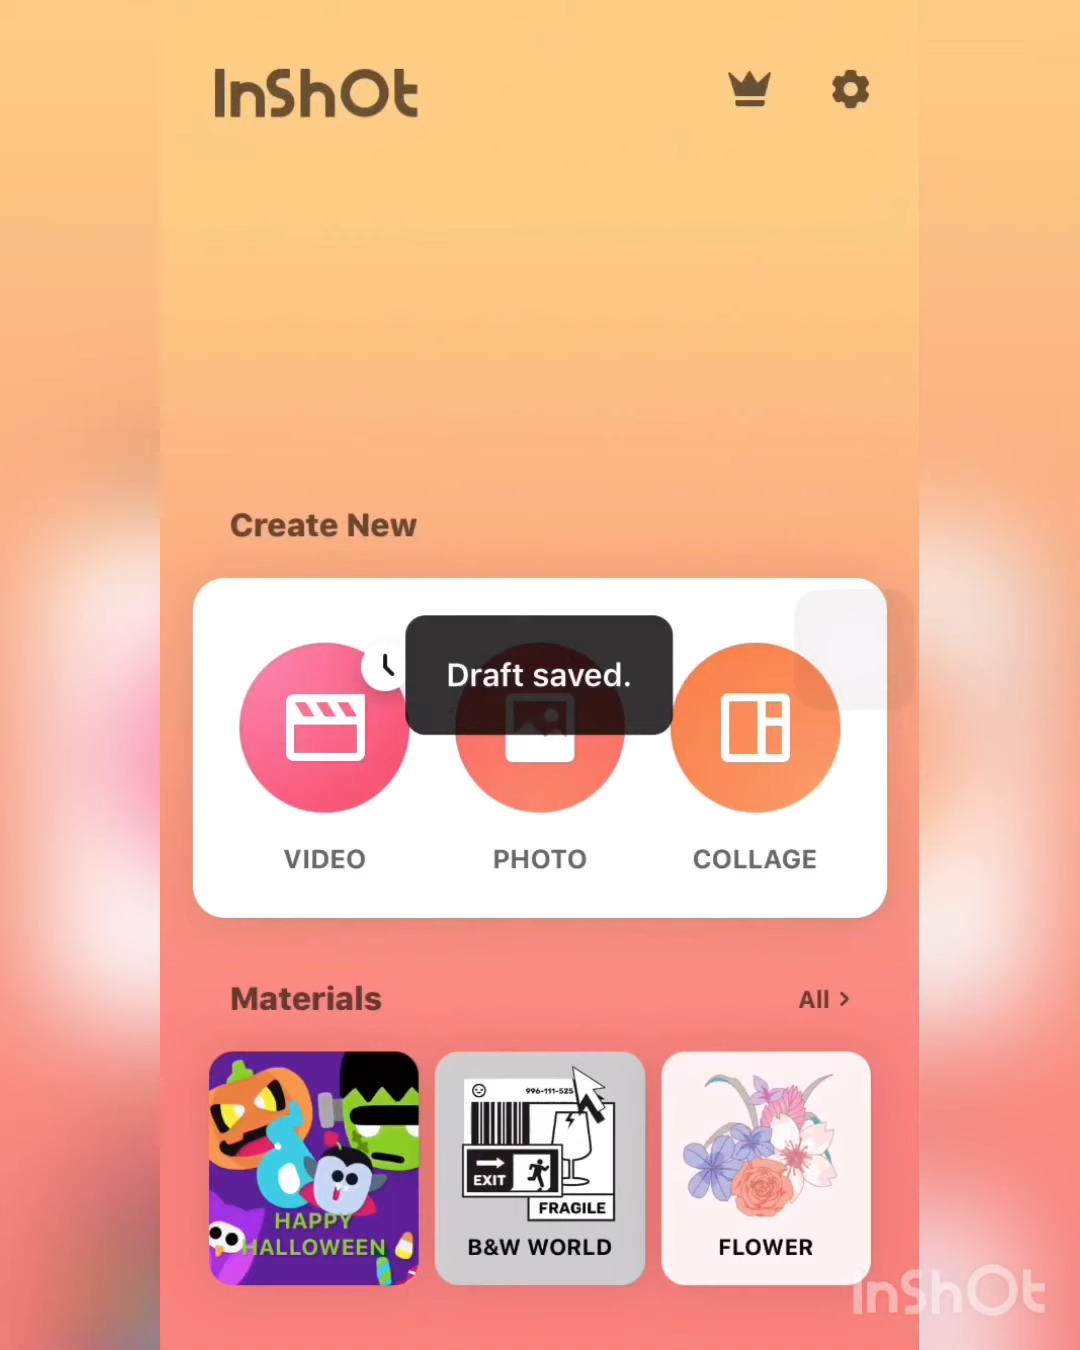 InShOt
Create New
Draft saved.
VIDEO
PHOTO
COLLAGE
Materials
All >
HAPPY
HALLOWEEN
996-111-525
EXIT
FRAGILE
B&W WORLD
FLOWER
InShOt